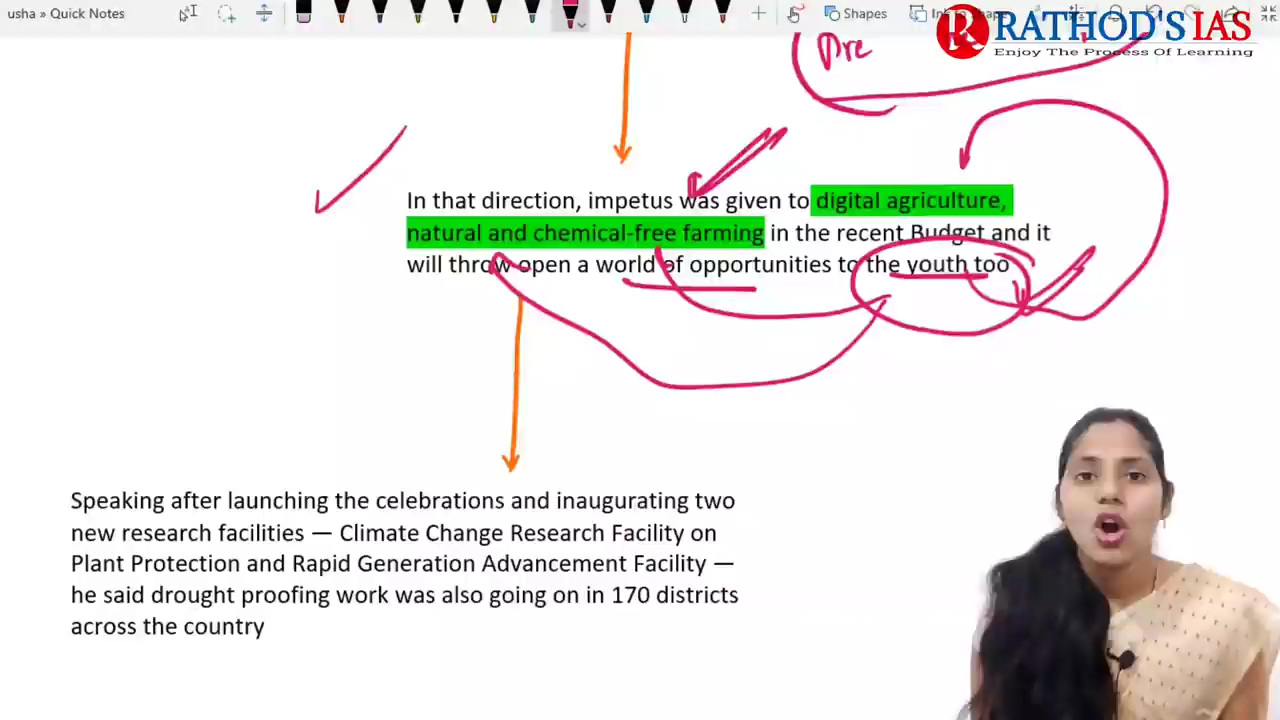 usha » Quick Notes
Shapes
RATHOD'S IAS
Enjoy The Process Of Learning
Pre
In that direction, impetus was given to digital agriculture,
natural and chemical-free farming in the recent Budget and it
will throw open a world of opportunities to the youth too
Speaking after launching the celebrations and inaugurating two
new research facilities — Climate Change Research Facility on
Plant Protection and Rapid Generation Advancement Facility —
he said drought proofing work was also going on in 170 districts
across the country